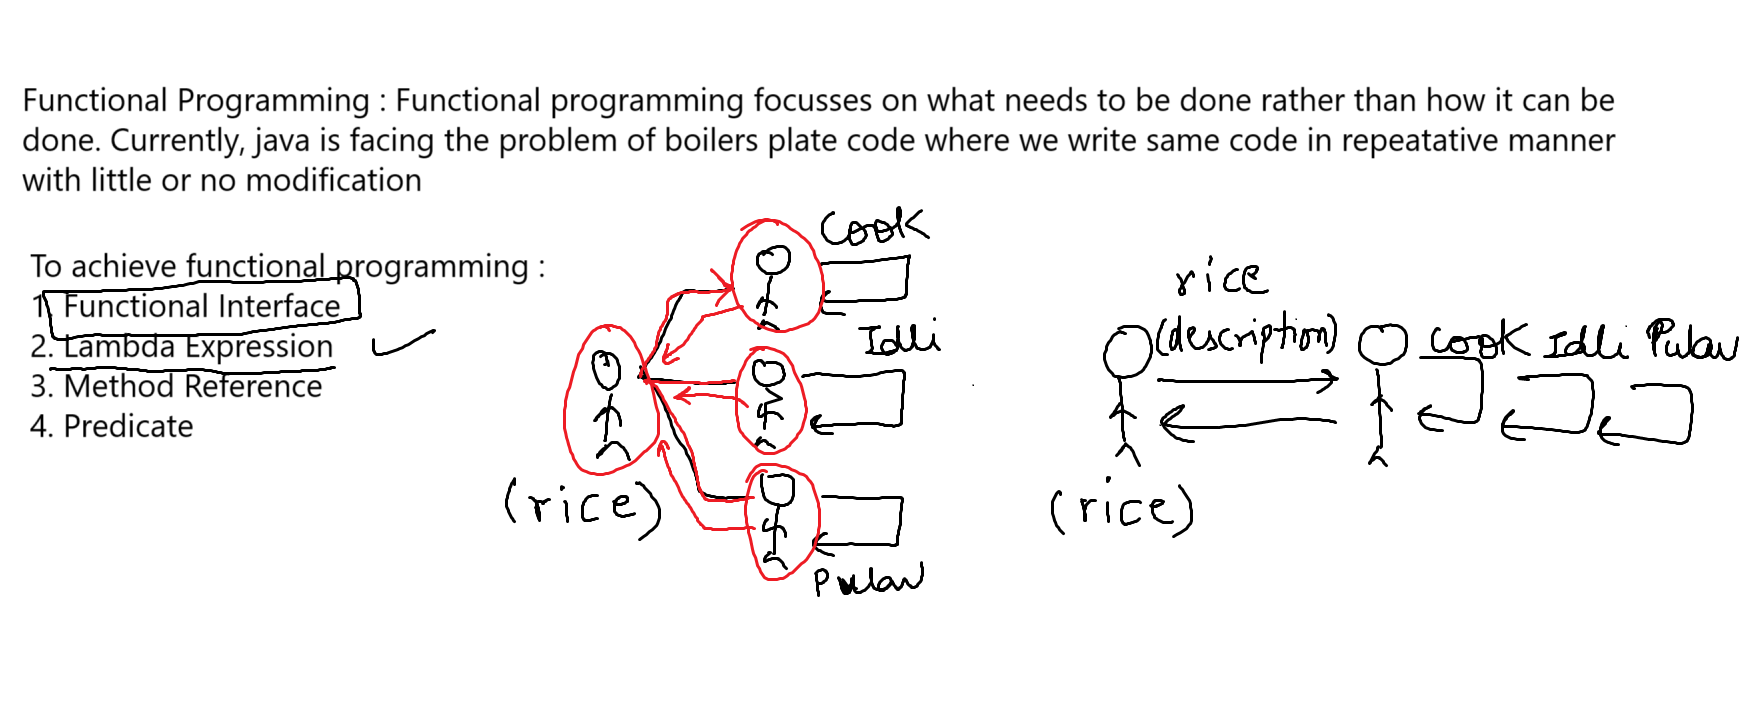 Functional Programming : Functional programming focusses on what needs to be done rather than how it can be
done. Currently, java is facing the problem of boilers plate code where we write same code in repeatative manner
with little or no modification
To achieve functional programming :
1. Functional Interface
2. Lambda Expression
3. Method Reference
4. Predicate
Cook
Idli
Pulav
(rice)
rice
(description)
Cook Idli Pulav
(rice)